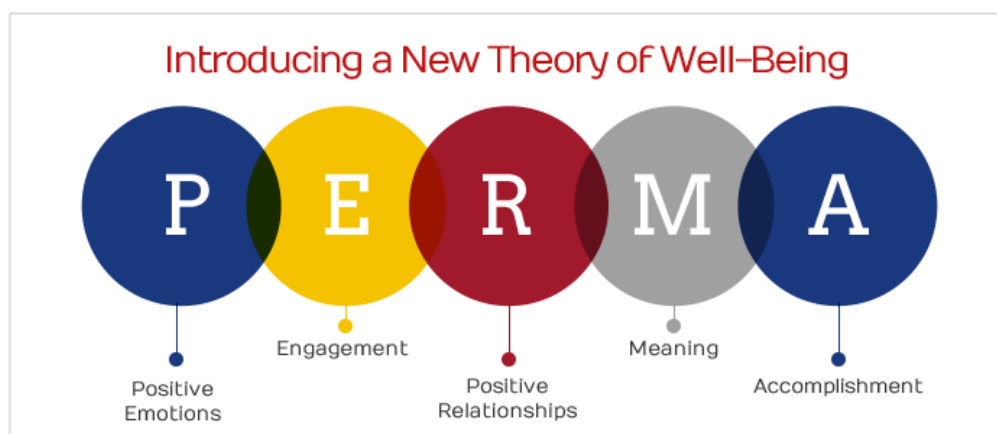 Introducing a New Theory of Well-Being
P E R M A
Engagement
Meaning
Positive
Emotions
Positive
Relationships
Accomplishment